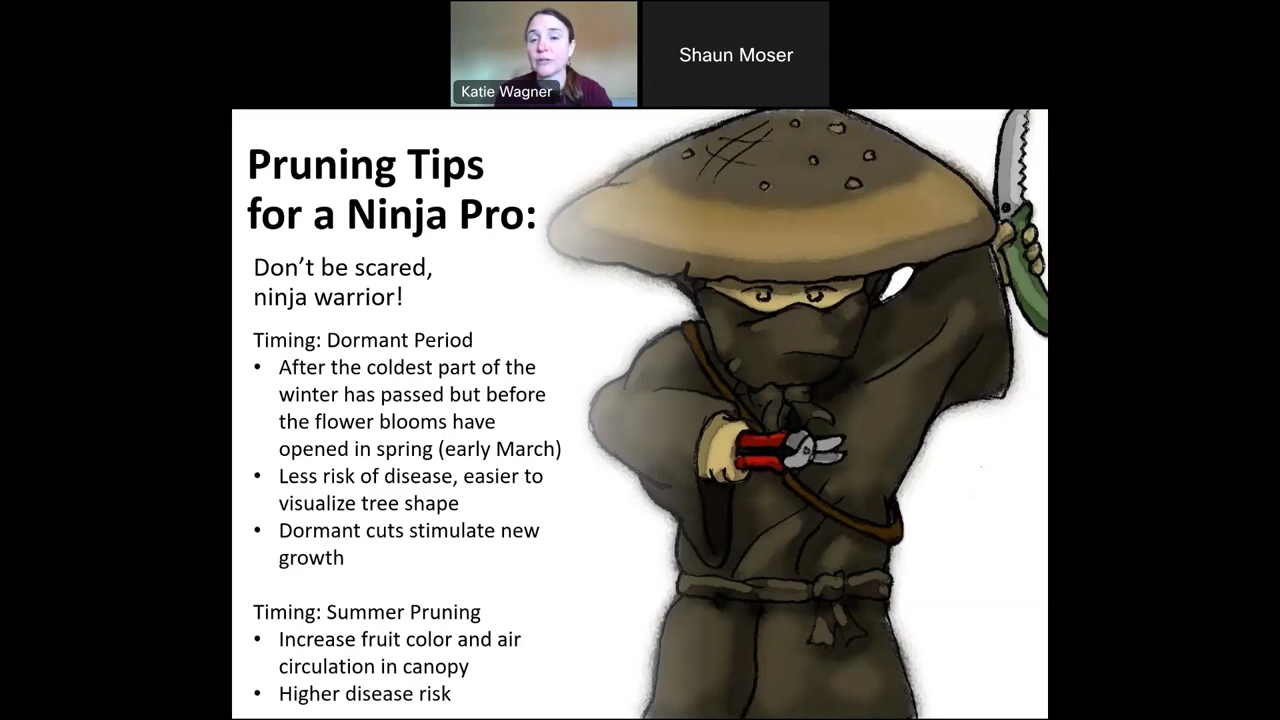 Katie Wagner
Shaun Moser
Pruning Tips
for a Ninja Pro:
Don’t be scared,
ninja warrior!
Timing: Dormant Period
• After the coldest part of the
winter has passed but before
the flower blooms have
opened in spring (early March)
• Less risk of disease, easier to
visualize tree shape
• Dormant cuts stimulate new
growth
Timing: Summer Pruning
• Increase fruit color and air
circulation in canopy
• Higher disease risk